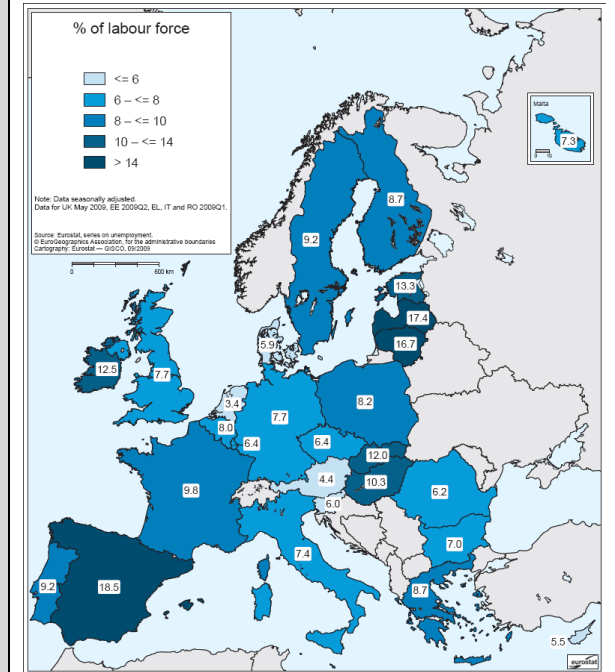 % of labour force
<= 6
6 – <= 8
8 – <= 10
10 – <= 14
> 14
Note: Data seasonally adjusted.
Data for UK May 2009, EE 2009Q2, EL, IT and RO 2009Q1.
Source: Eurostat, series on unemployment.
© EuroGeographics Association, for the administrative boundaries
Cartography: Eurostat — GISCO, 09/2009
0 600 km
Malta
7.3
0 10
8.7
9.2
13.3
17.4
16.7
5.9
12.5
7.7
3.4
8.2
8.0
7.7
6.4
6.4
12.0
4.4
10.3
9.8
6.0
6.2
7.4
7.0
9.2
18.5
8.7
5.5
eurostat